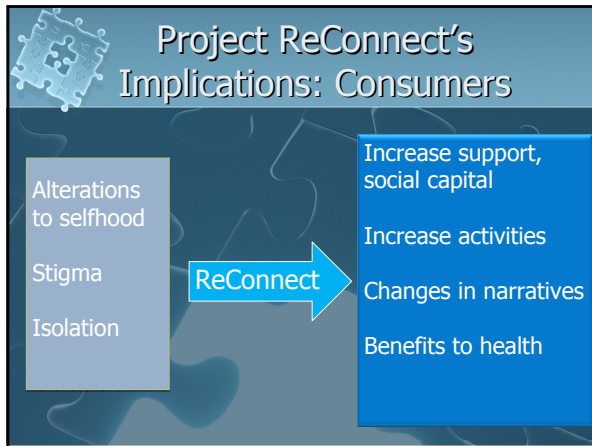 Project ReConnect's
Implications: Consumers
Alterations
to selfhood
Stigma
Isolation
ReConnect
Increase support,
social capital
Increase activities
Changes in narratives
Benefits to health